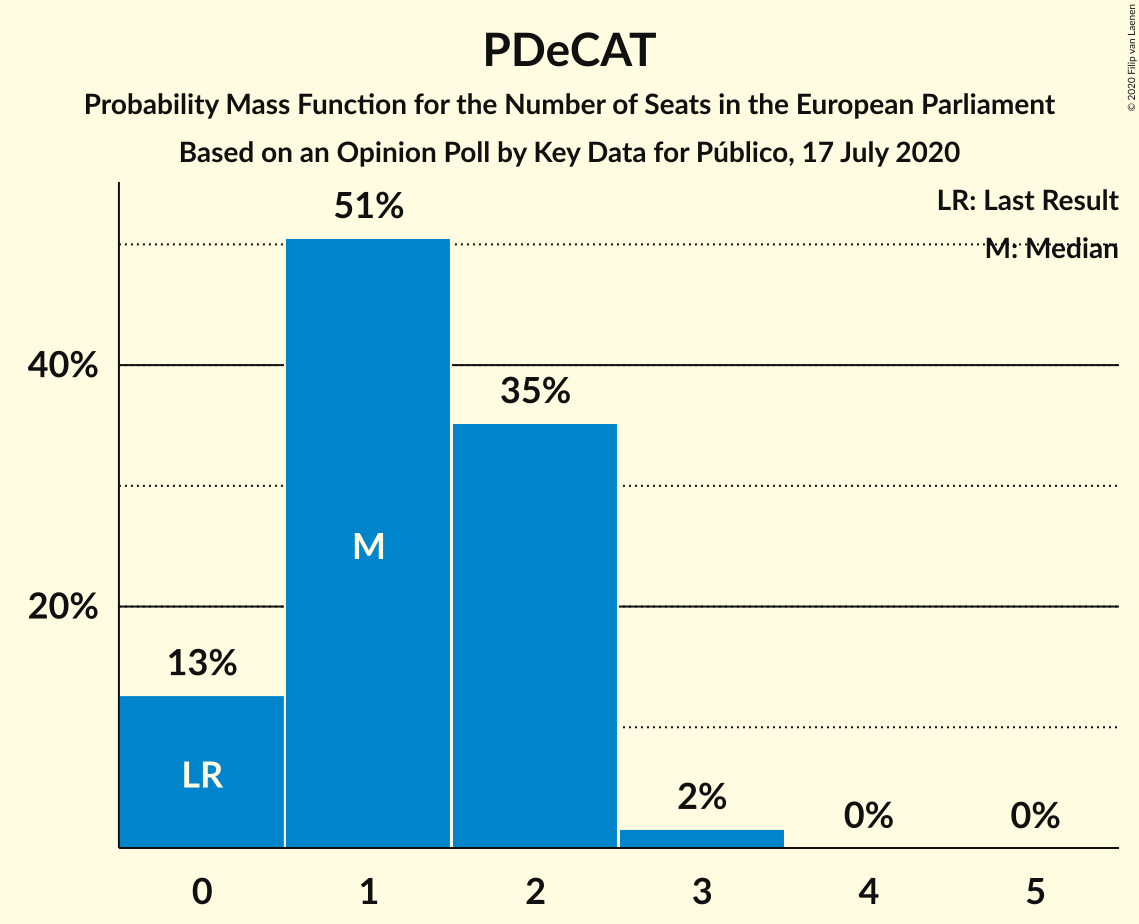 PDeCAT
Probability Mass Function for the Number of Seats in the European Parliament
Based on an Opinion Poll by Key Data for Público, 17 July 2020
© 2020 Filip van Laenen
LR: Last Result
M: Median
51%
40%
35%
M
20%
13%
LR
2%
0%
0%
0 1 2 3 4 5